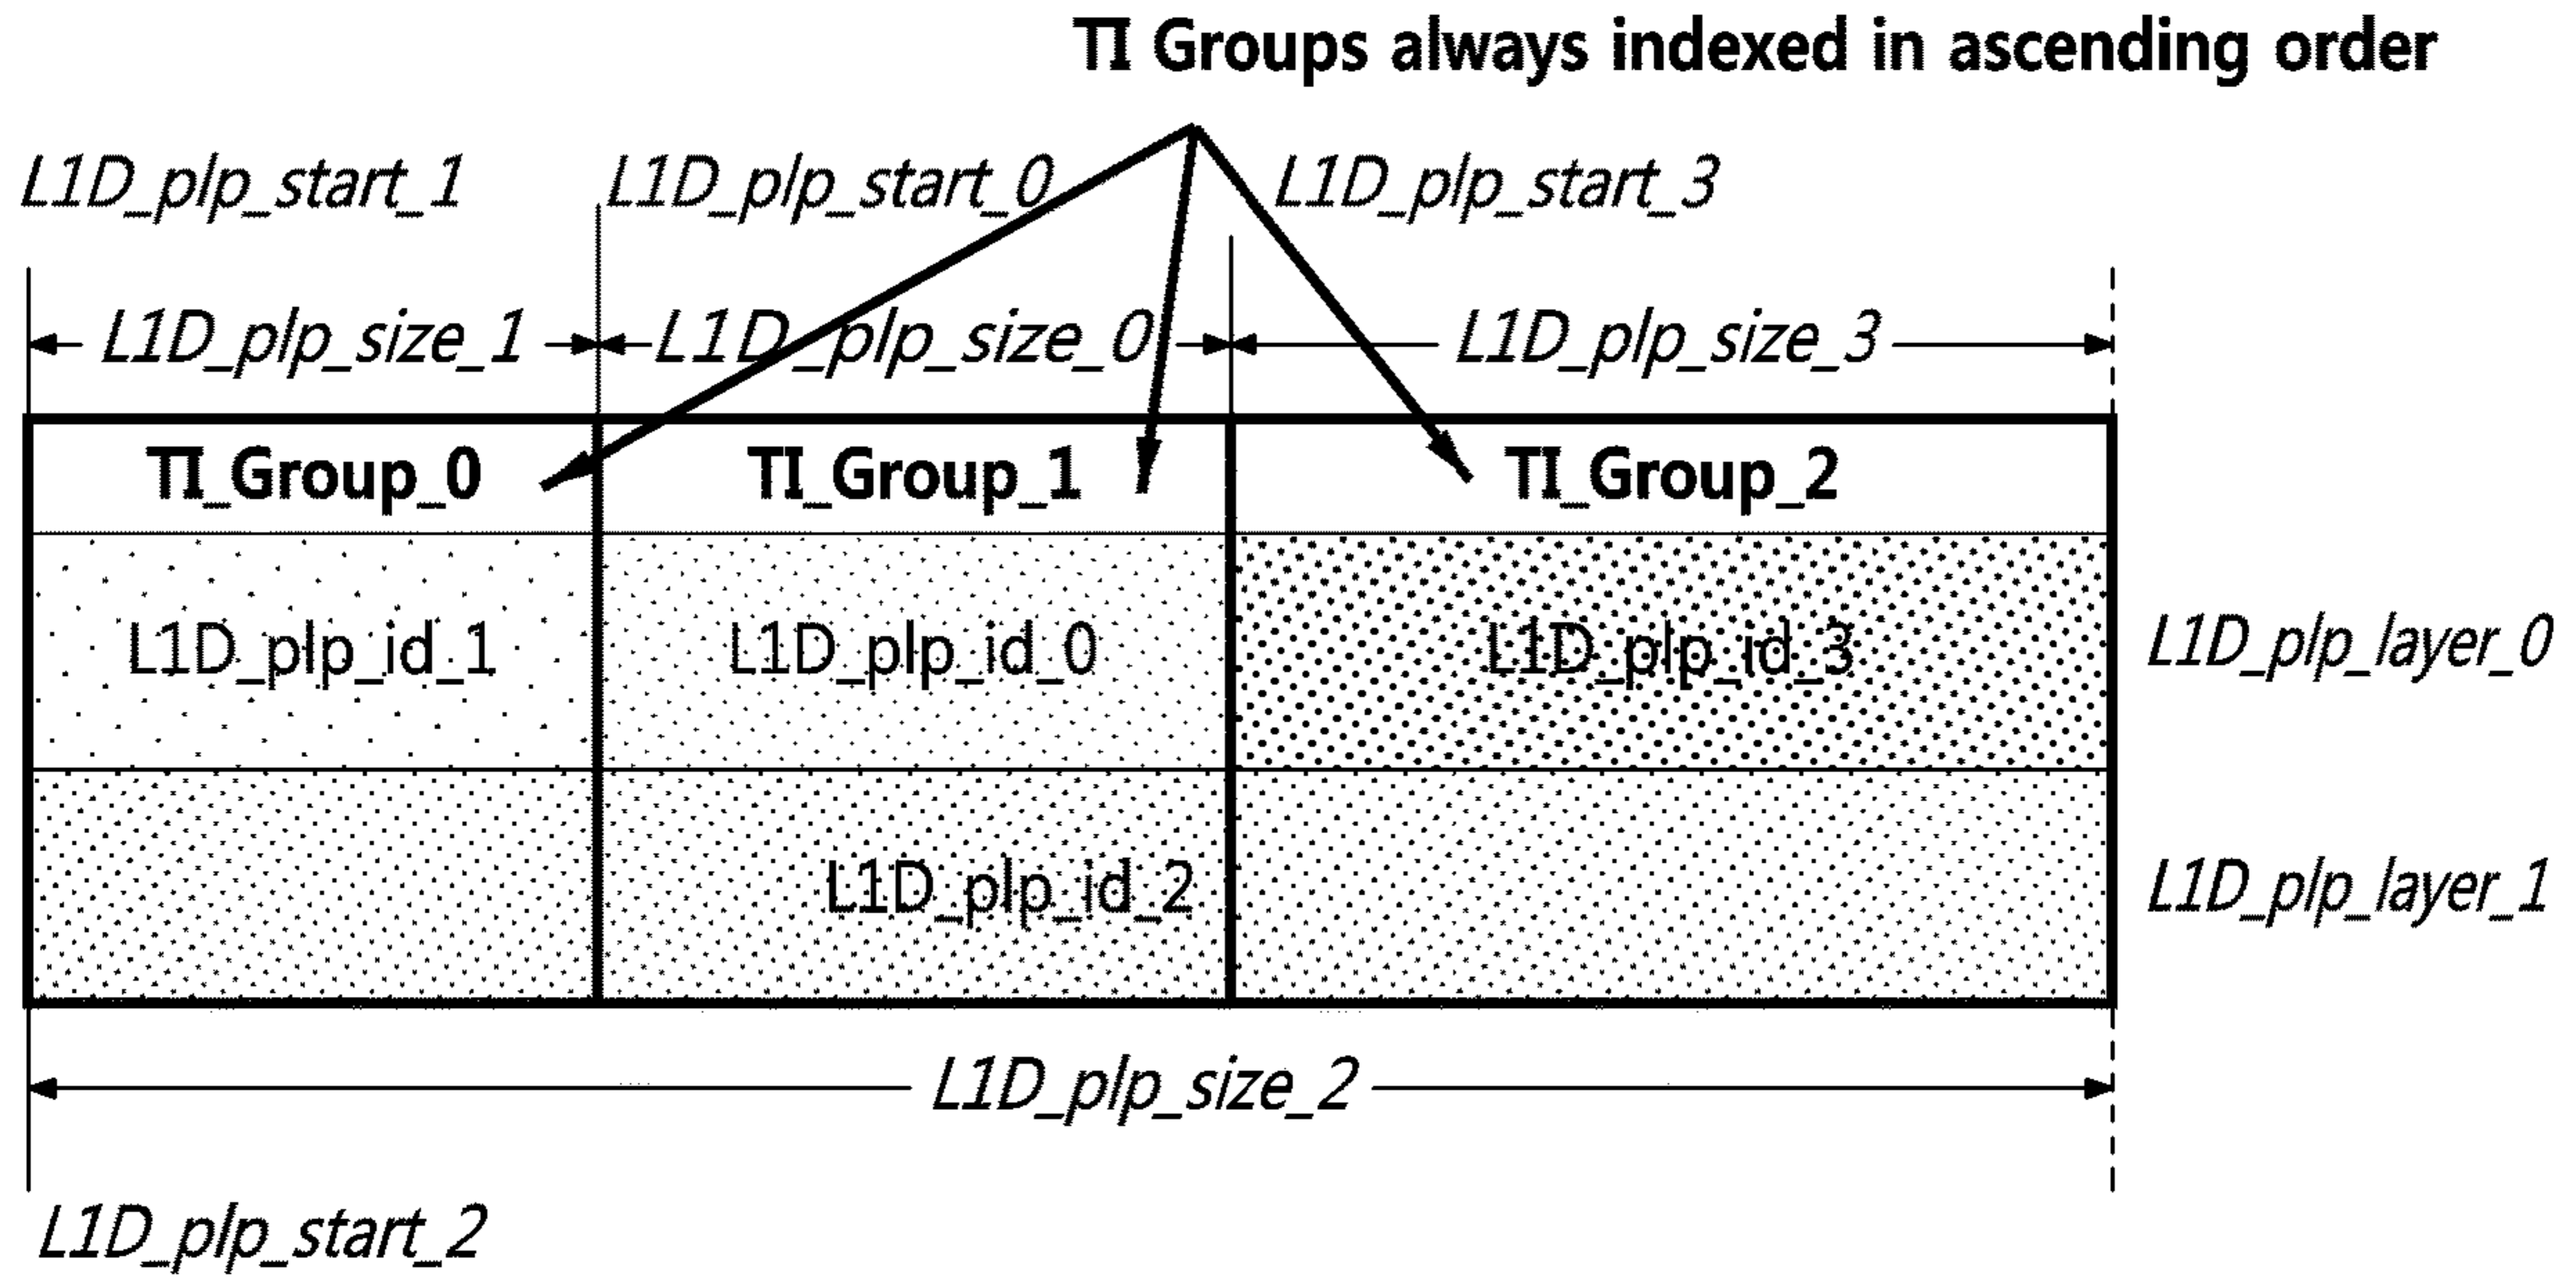 TI Groups always indexed in ascending order
L1D_plp_start_1 L1D_plp_start_0 L1D_plp_start_3
L1D_plp_size_1 L1D_plp_size_0 L1D_plp_size_3
TI_Group_0 TI_Group_1 TI_Group_2
L1D_plp_id_1 L1D_plp_id_0 L1D_plp_id_3 L1D_plp_layer_0
L1D_plp_id_2 L1D_plp_layer_1
L1D_plp_size_2
L1D_plp_start_2